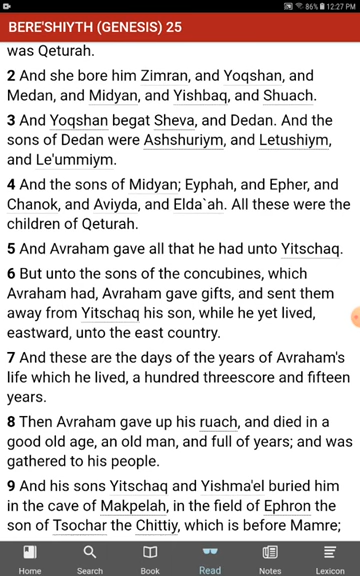 86% 12:27 PM
BERE'SHIYTH (GENESIS) 25
was Qeturah.
2 And she bore him Zimran, and Yoqshan, and
Medan, and Midyan, and Yishbaq, and Shuach.
3 And Yoqshan begat Sheva, and Dedan. And the
sons of Dedan were Ashshuriym, and Letushiym,
and Le'ummiym.
4 And the sons of Midyan; Eyphah, and Epher, and
Chanok, and Aviyda, and Elda`ah. All these were the
children of Qeturah.
5 And Avraham gave all that he had unto Yitschaq.
6 But unto the sons of the concubines, which
Avraham had, Avraham gave gifts, and sent them
away from Yitschaq his son, while he yet lived,
eastward, unto the east country.
7 And these are the days of the years of Avraham's
life which he lived, a hundred threescore and fifteen
years.
8 Then Avraham gave up his ruach, and died in a
good old age, an old man, and full of years; and was
gathered to his people.
9 And his sons Yitschaq and Yishma'el buried him
in the cave of Makpelah, in the field of Ephron the
son of Tsochar the Chittiy, which is before Mamre;
Home Search Book Read Notes Lexicon